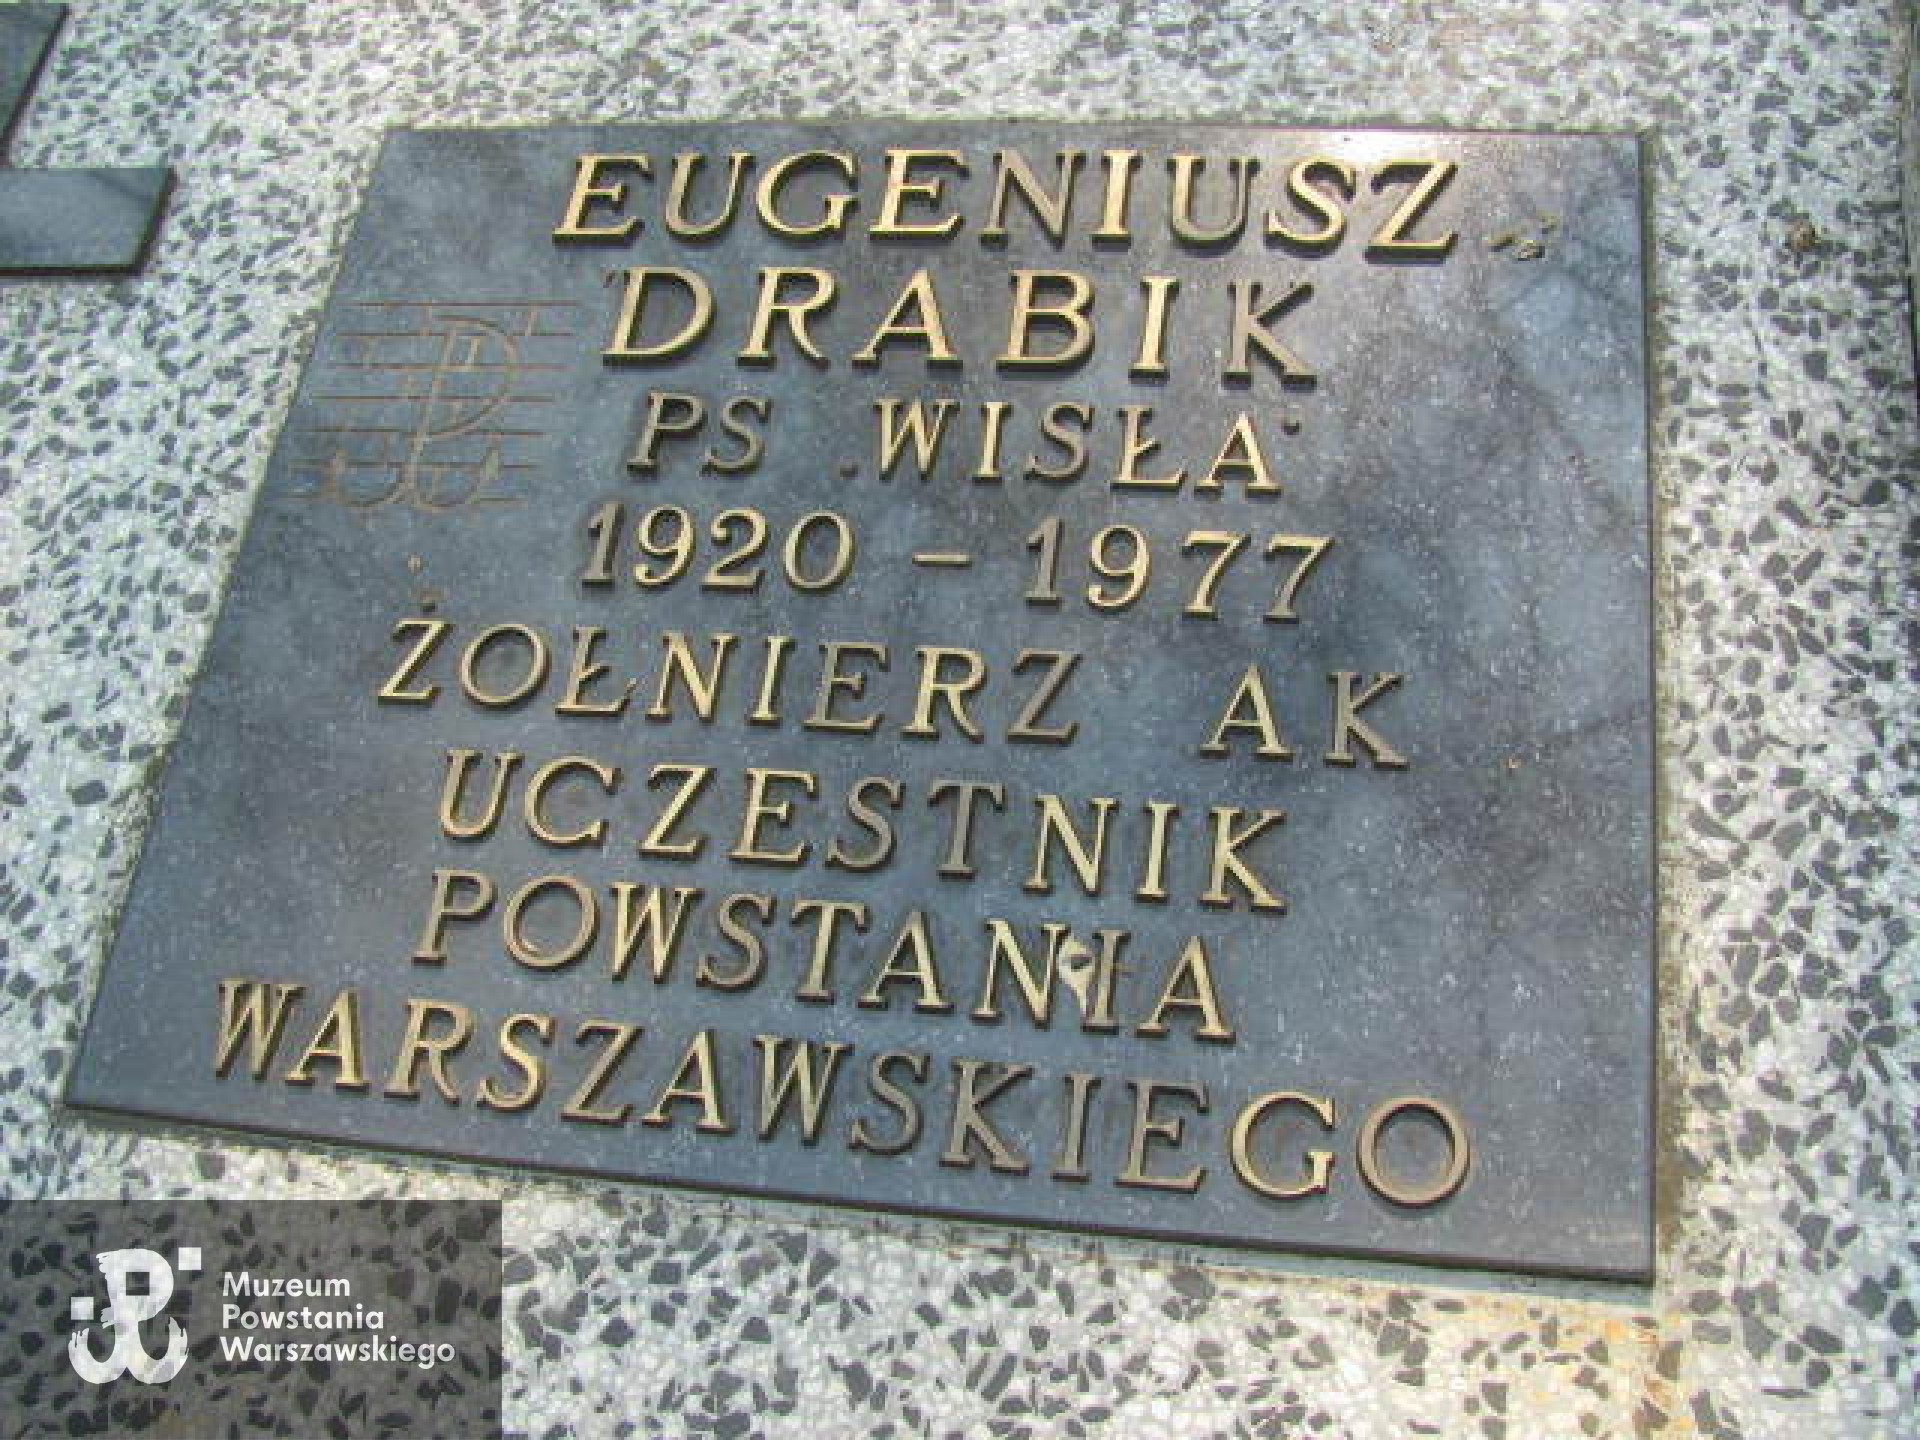 EUGENIUSZ
DRABIK
PS „WISŁA”
1920 – 1977
ŻOŁNIERZ AK
UCZESTNIK
POWSTANIA
WARSZAWSKIEGO
Muzeum
Powstania
Warszawskiego